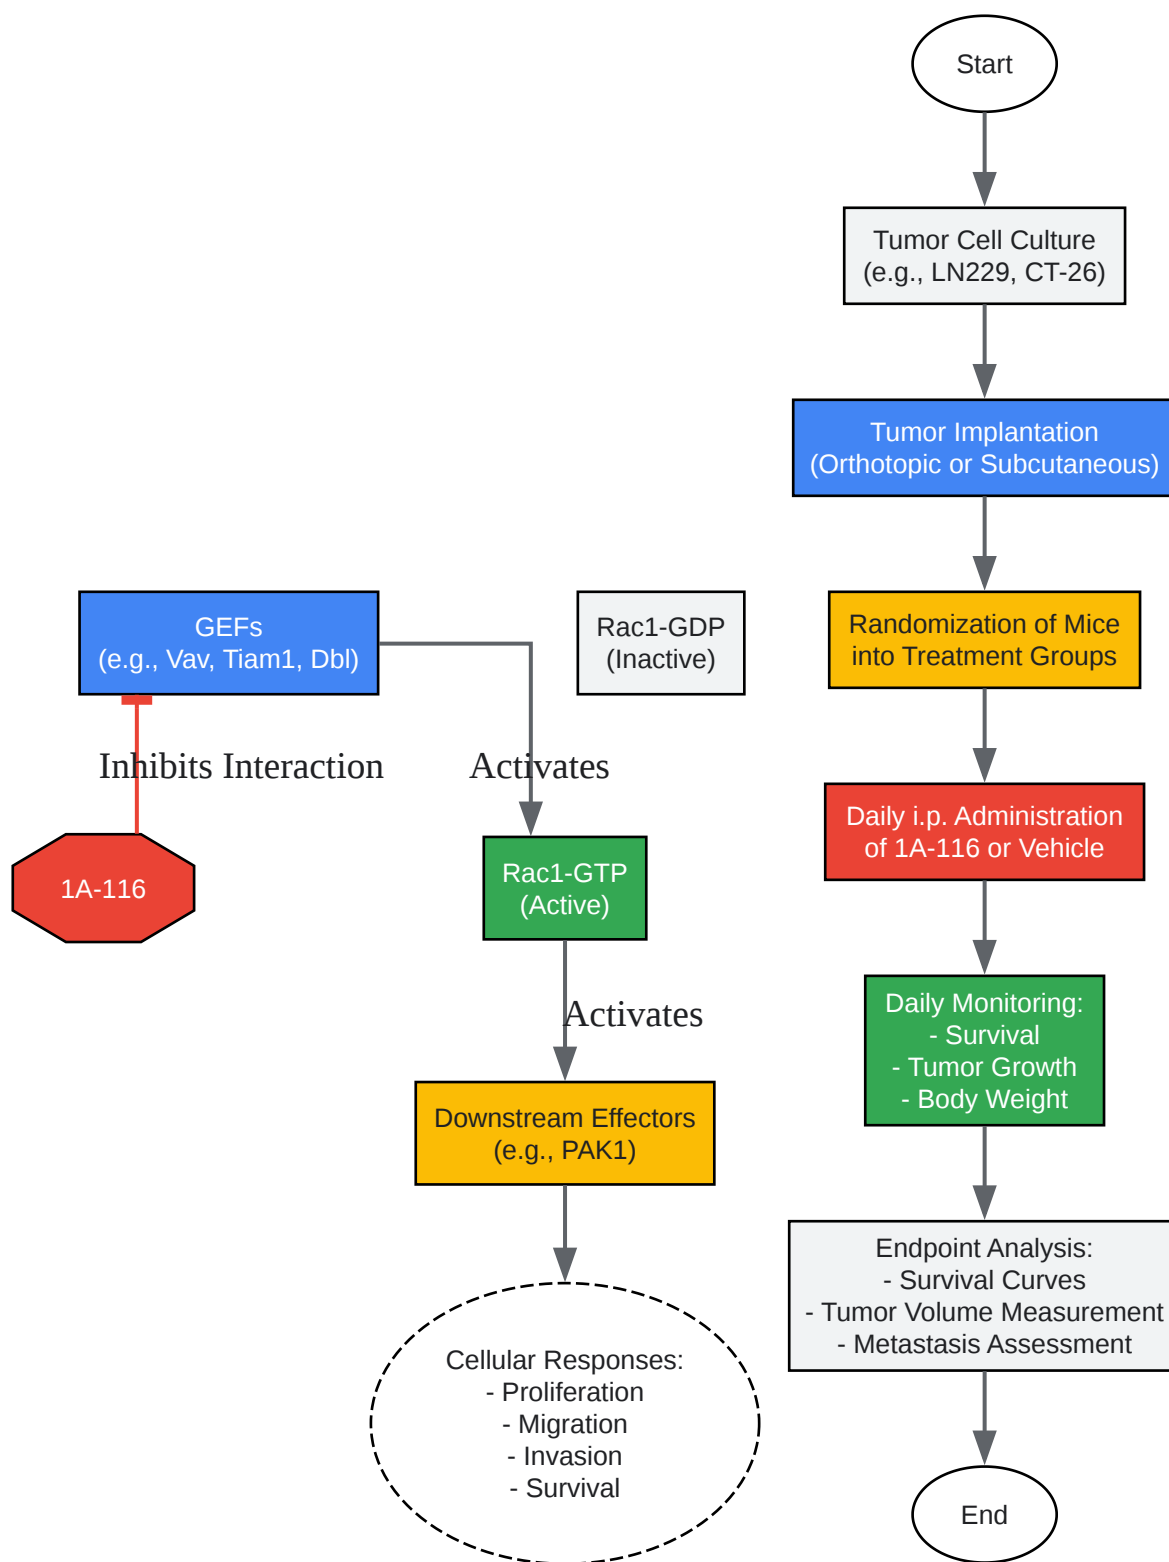 Start
Tumor Cell Culture
(e.g., LN229, CT-26)
Tumor Implantation
(Orthotopic or Subcutaneous)
GEFs
(e.g., Vav, Tiam1, Dbl)
Rac1-GDP
(Inactive)
Randomization of Mice
into Treatment Groups
Inhibits Interaction
Activates
Daily i.p. Administration
of 1A-116 or Vehicle
1A-116
Rac1-GTP
(Active)
Activates
Daily Monitoring:
- Survival
- Tumor Growth
- Body Weight
Downstream Effectors
(e.g., PAK1)
Endpoint Analysis:
- Survival Curves
- Tumor Volume Measurement
- Metastasis Assessment
Cellular Responses:
- Proliferation
- Migration
- Invasion
- Survival
End